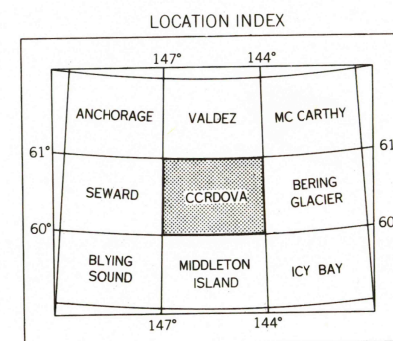 LOCATION INDEX
147° 144°
ANCHORAGE VALDEZ MC CARTHY
61° 61
SEWARD CCRDOVA BERING
GLACIER
60° 60
BLYING
SOUND MIDDLETON
ISLAND ICY BAY
147° 144°